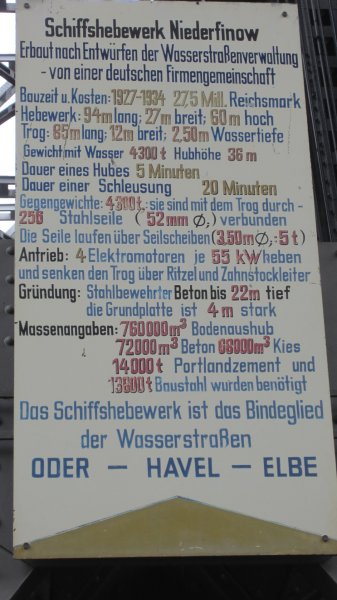 Schiffshebewerk Niederfinow
Erbaut nach Entwürfen der Wasserstraßenverwaltung
- von einer deutschen Firmengemeinschaft
Bauzeit u. Kosten: 1927-1934 27,5 Mill. Reichsmark
Hebewerk: 94m lang; 27m breit; 60m hoch
Trog: 85m lang; 12m breit; 2,50m Wassertiefe
Gewicht mit Wasser 4300t Hubhöhe 36m
Dauer eines Hubes 5 Minuten
Dauer einer Schleusung 20 Minuten
Gegengewichte: 4300t.: sie sind mit dem Trog durch-
256 Stahlseile (52mm Ø;) verbunden
Die Seile laufen über Seilscheiben (3,50m Ø,: 5t)
Antrieb: 4 Elektromotoren je 55 kW heben
und senken den Trog über Ritzel und Zahnstockleiter
Gründung: Stahlbewehrter Beton bis 22m tief
die Grundplatte ist 4m stark
Massenangaben: 760000m³ Bodenaushub
72000m³ Beton 66000m³ Kies
14000t Portlandzement und
13800t Baustahl wurden benötigt
Das Schiffshebewerk ist das Bindeglied
der Wasserstraßen
ODER - HAVEL - ELBE